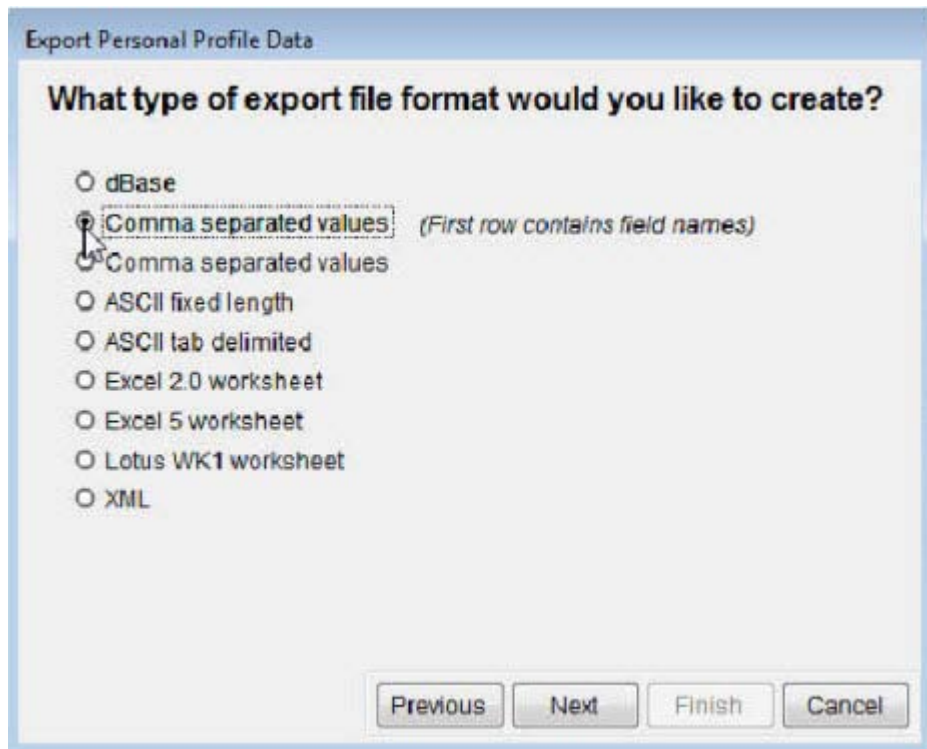 Export Personal Profile Data
What type of export file format would you like to create?
dBase
Comma separated values (First row contains field names)
Comma separated values
ASCII fixed length
ASCII tab delimited
Excel 2.0 worksheet
Excel 5 worksheet
Lotus WK1 worksheet
XML
Previous Next Finish Cancel